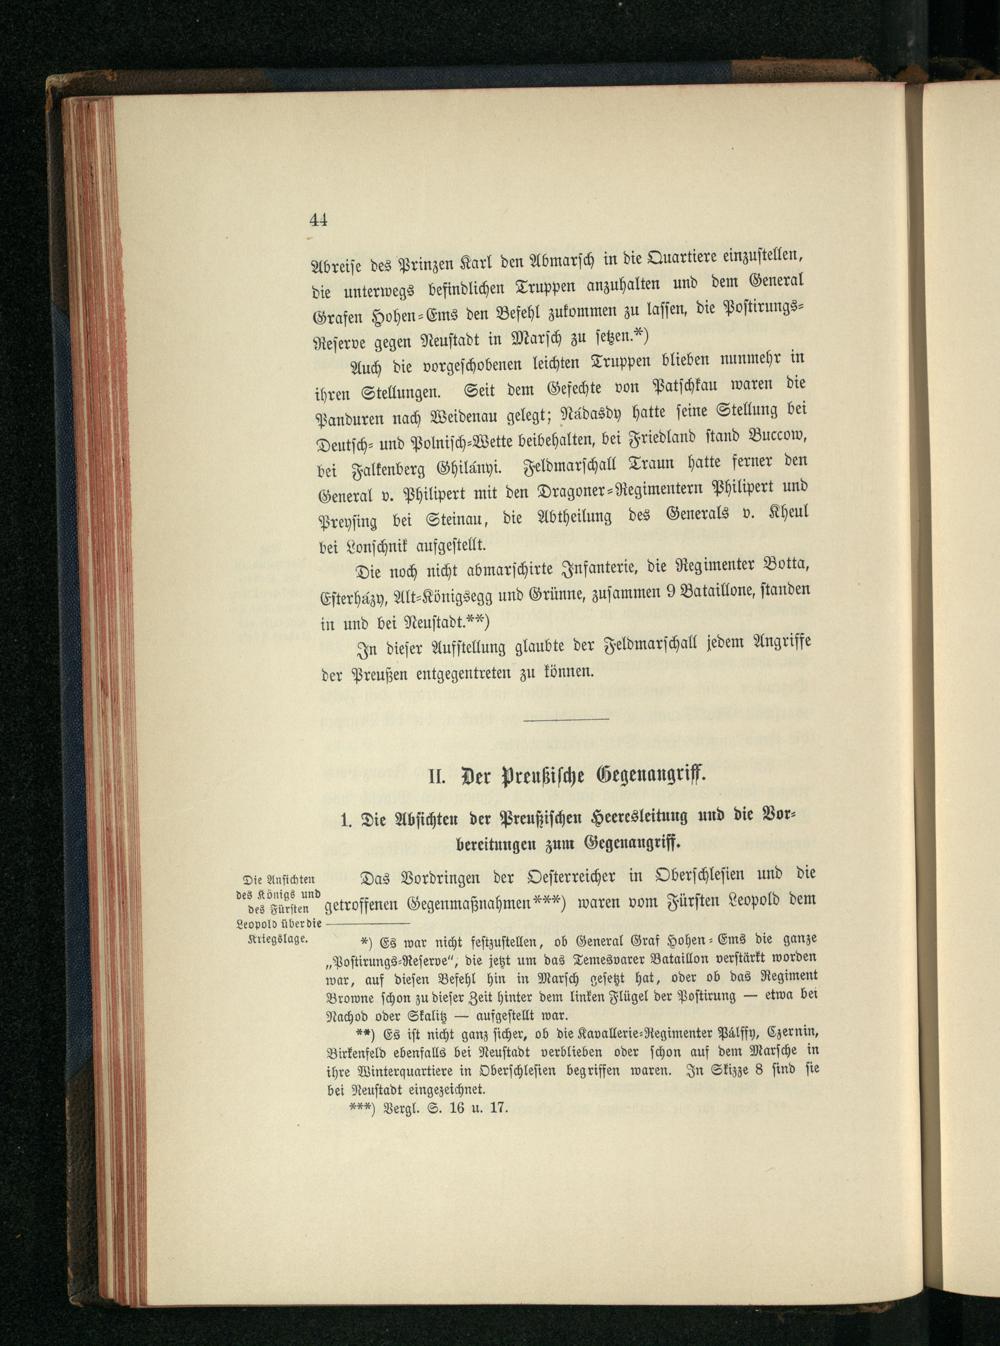 44
Abreise des Prinzen Karl den Abmarsch in die Quartiere einzustellen,
die unterwegs befindlichen Truppen anzuhalten und dem General
Grafen Hohen-Ems den Befehl zukommen zu lassen, die Postirungs-
Reserve gegen Neustadt in Marsch zu setzen.*)
Auch die vorgeschobenen leichten Truppen blieben nunmehr in
ihren Stellungen. Seit dem Gefechte von Patschkau waren die
Panduren nach Weidenau gelegt; Nádasdy hatte seine Stellung bei
Deutsch- und Polnisch-Wette beibehalten, bei Friedland stand Buccow,
bei Falkenberg Ghilányi. Feldmarschall Traun hatte ferner den
General v. Philipert mit den Dragoner-Regimentern Philipert und
Preysing bei Steinau, die Abtheilung des Generals v. Kheul
bei Lonschnik aufgestellt.
Die noch nicht abmarschirte Infanterie, die Regimenter Botta,
Esterházy, Alt-Königsegg und Grünne, zusammen 9 Bataillone, standen
in und bei Neustadt.**)
In dieser Aufstellung glaubte der Feldmarschall jedem Angriffe
der Preußen entgegentreten zu können.
II. Der Preußische Gegenangriff.
1. Die Absichten der Preußischen Heeresleitung und die Vor-
bereitungen zum Gegenangriff.
Die Ansichten
des Königs und
des Fürsten
Leopold über die
Kriegslage.
Das Vordringen der Oesterreicher in Oberschlesien und die
getroffenen Gegenmaßnahmen***) waren vom Fürsten Leopold dem
*) Es war nicht festzustellen, ob General Graf Hohen-Ems die ganze
„Postirungs-Reserve“, die jetzt um das Temesvarer Bataillon verstärkt worden
war, auf diesen Befehl hin in Marsch gesetzt hat, oder ob das Regiment
Browne schon zu dieser Zeit hinter dem linken Flügel der Postirung — etwa bei
Nachod oder Skalitz — aufgestellt war.
**) Es ist nicht ganz sicher, ob die Kavallerie-Regimenter Pálffy, Czernin,
Birkenfeld ebenfalls bei Neustadt verblieben oder schon auf dem Marsche in
ihre Winterquartiere in Oberschlesien begriffen waren. In Skizze 8 sind sie
bei Neustadt eingezeichnet.
***) Vergl. S. 16 u. 17.